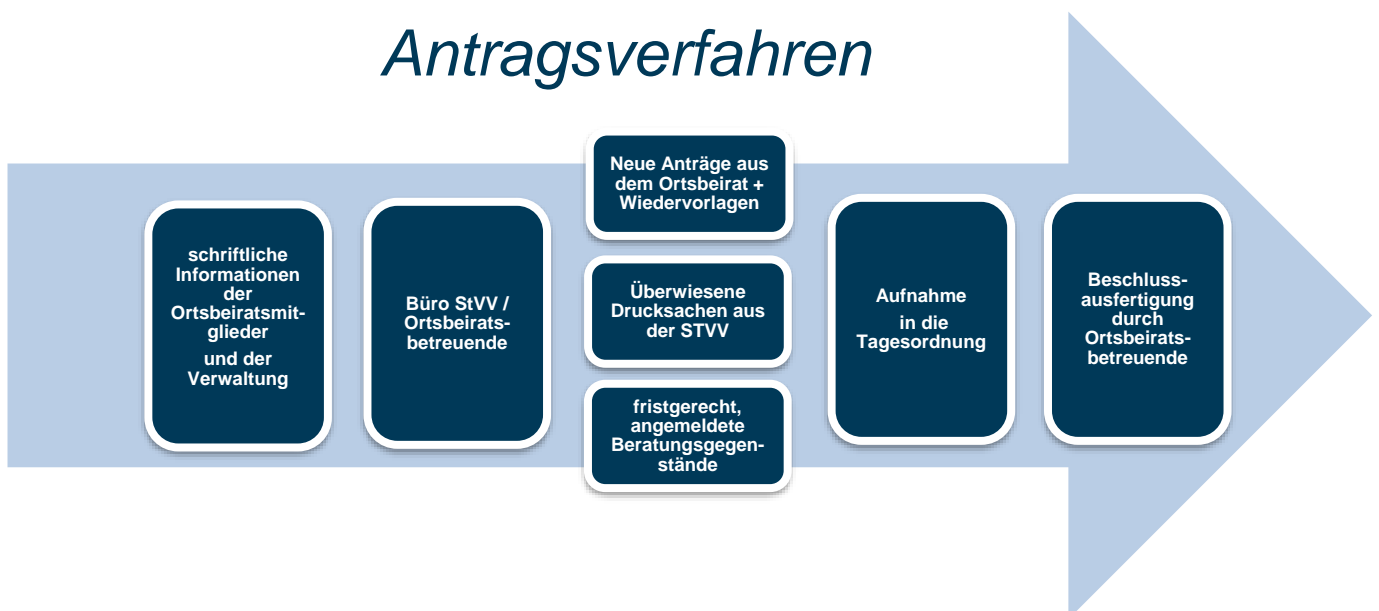 Antragsverfahren
schriftliche
Informationen
der
Ortsbeiratsmit-
glieder
und der
Verwaltung
Büro StVV /
Ortsbeirats-
betreuende
Neue Anträge aus
dem Ortsbeirat +
Wiedervorlagen
Überwiesene
Drucksachen aus
der STVV
fristgerecht,
angemeldete
Beratungsgegen-
stände
Aufnahme
in die
Tagesordnung
Beschluss-
ausfertigung
durch
Ortsbeirats-
betreuende